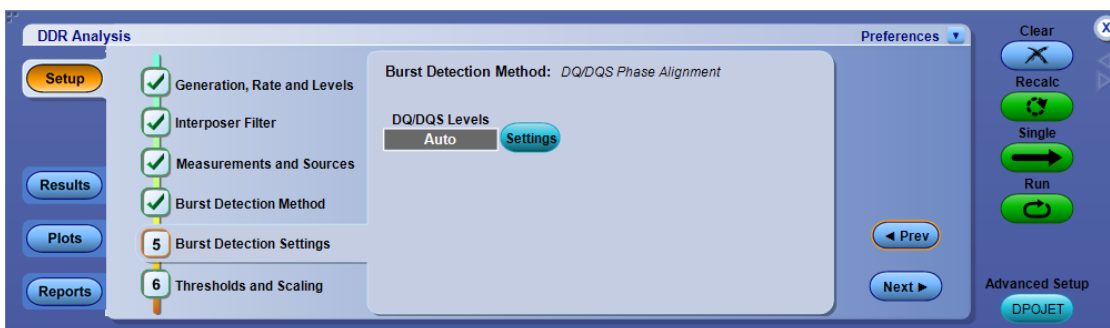 DDR Analysis
Preferences
Clear
X
Setup
Generation, Rate and Levels
Burst Detection Method: DQ/DQS Phase Alignment
Recalc
Interposer Filter
DQ/DQS Levels
Auto
Settings
Single
Measurements and Sources
Results
Run
Burst Detection Method
Plots
5 Burst Detection Settings
◄ Prev
Reports
6 Thresholds and Scaling
Next ►
Advanced Setup
DPOJET